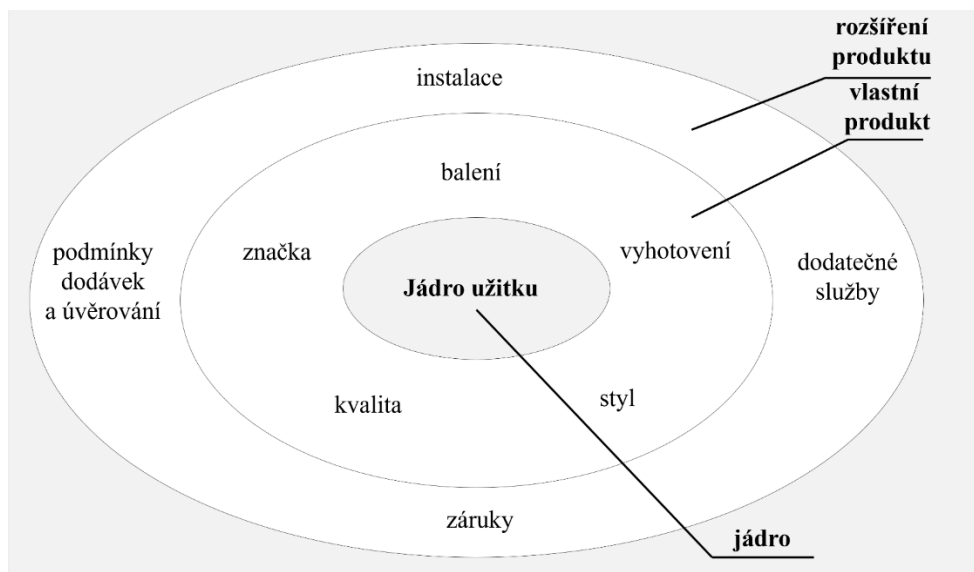 rozšíření
produktu
instalace
vlastní
produkt
balení
značka
vyhotovení
podmínky
dodávek
a úvěrování
dodatečné
služby
Jádro užitku
kvalita
styl
záruky
jádro